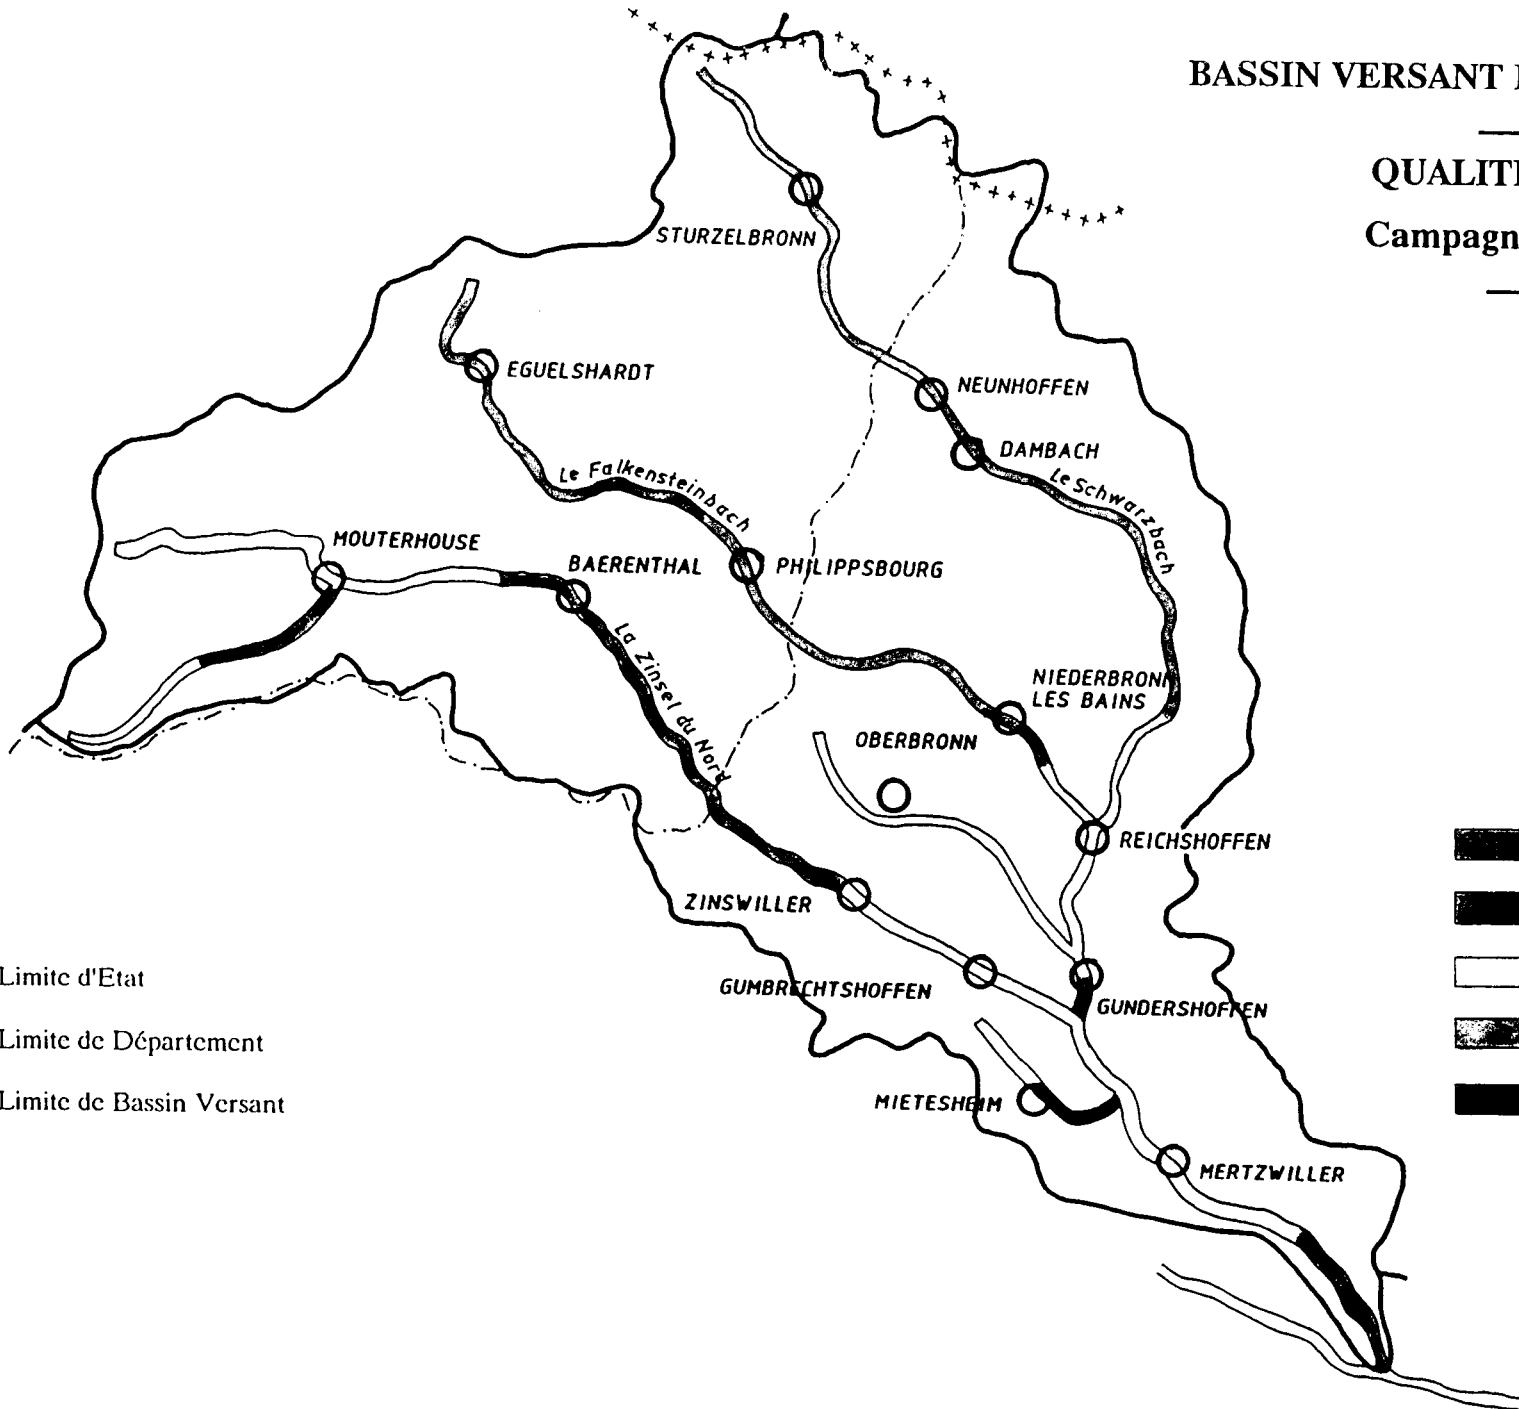 BASSIN VERSANT
QUALIT
Campagn
STURZELBRONN
EGUELSHARDT
NEUNHOFFEN
DAMBACH
Le Schwarzbach
Le Falkensteinbach
MOUTERHOUSE
BAERENTHAL
PHILIPPSBOURG
La Zinsel du Nord
NIEDERBRONN
LES BAINS
OBERBRONN
REICHSHOFFEN
ZINSWILLER
GUMBRECHTSHOFFEN
GUNDERSHOFFEN
MIETESHEIM
MERTZWILLER
Limite d'Etat
Limite de Département
Limite de Bassin Versant